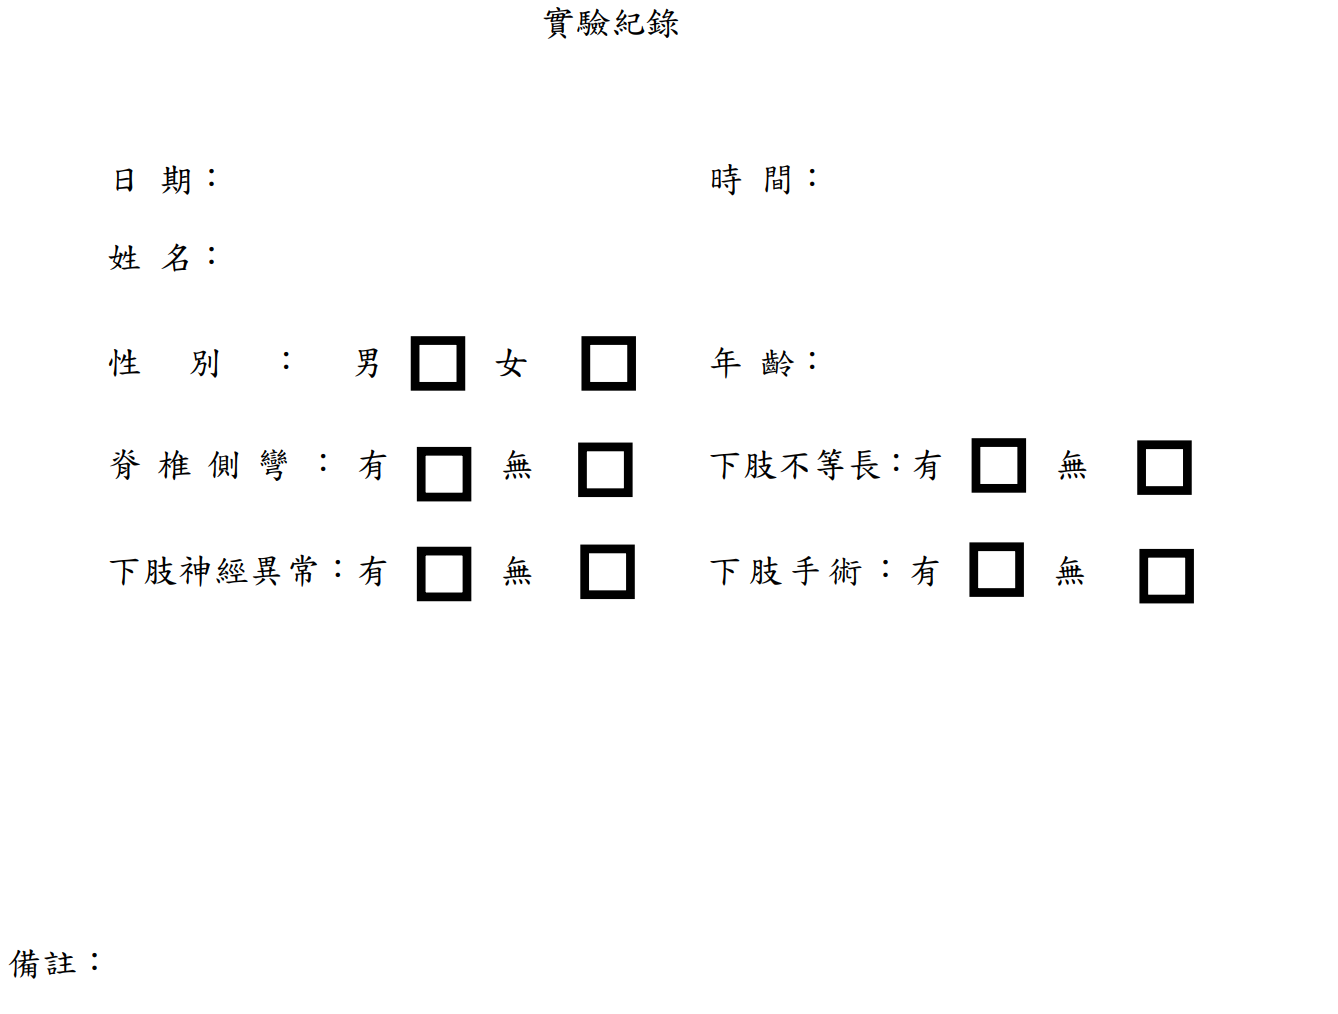 實驗紀錄
日 期： 時 間：
姓 名：
性 別 ： 男 □ 女 □ 年 齡：
脊 椎 側 彎 ： 有 □ 無 □ 下肢不等長：有 □ 無 □
下肢神經異常：有 □ 無 □ 下肢手術：有 □ 無 □
備註：